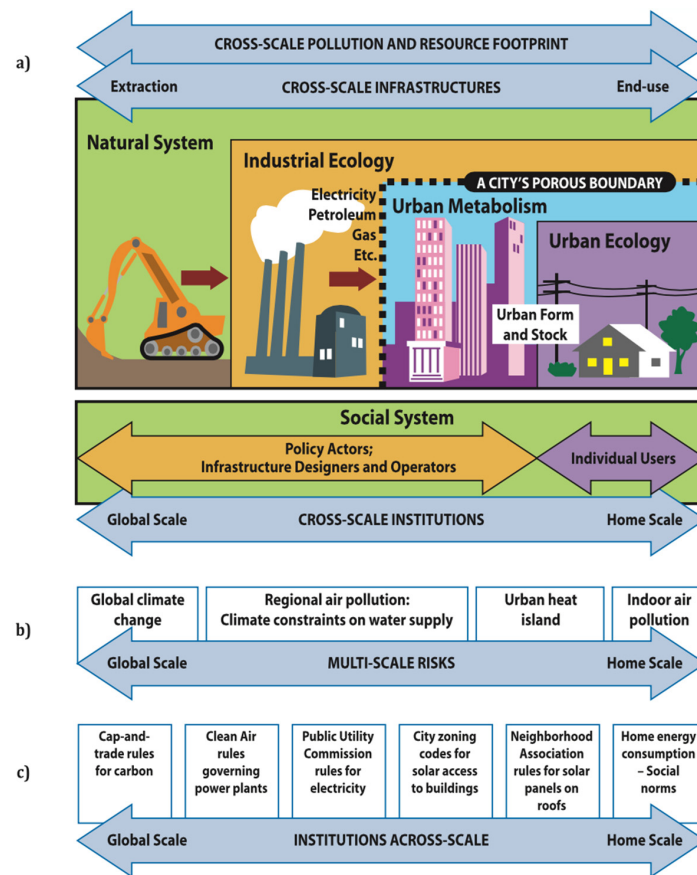 a)
CROSS-SCALE POLLUTION AND RESOURCE FOOTPRINT
Extraction
CROSS-SCALE INFRASTRUCTURES
End-use
Natural System
Industrial Ecology
Electricity
Petroleum
Gas
Etc.
A CITY'S POROUS BOUNDARY
Urban Metabolism
Urban Ecology
Urban Form
and Stock
Social System
Policy Actors;
Infrastructure Designers and Operators
Individual Users
Global Scale
CROSS-SCALE INSTITUTIONS
Home Scale
b)
Global climate
change
Regional air pollution:
Climate constraints on water supply
Urban heat
island
Indoor air
pollution
Global Scale
MULTI-SCALE RISKS
Home Scale
c)
Cap-and-
trade rules
for carbon
Clean Air
rules
governing
power plants
Public Utility
Commission
rules for
electricity
City zoning
codes for
solar access
to buildings
Neighborhood
Association
rules for solar
panels on
roofs
Home energy
consumption
– Social
norms
Global Scale
INSTITUTIONS ACROSS-SCALE
Home Scale